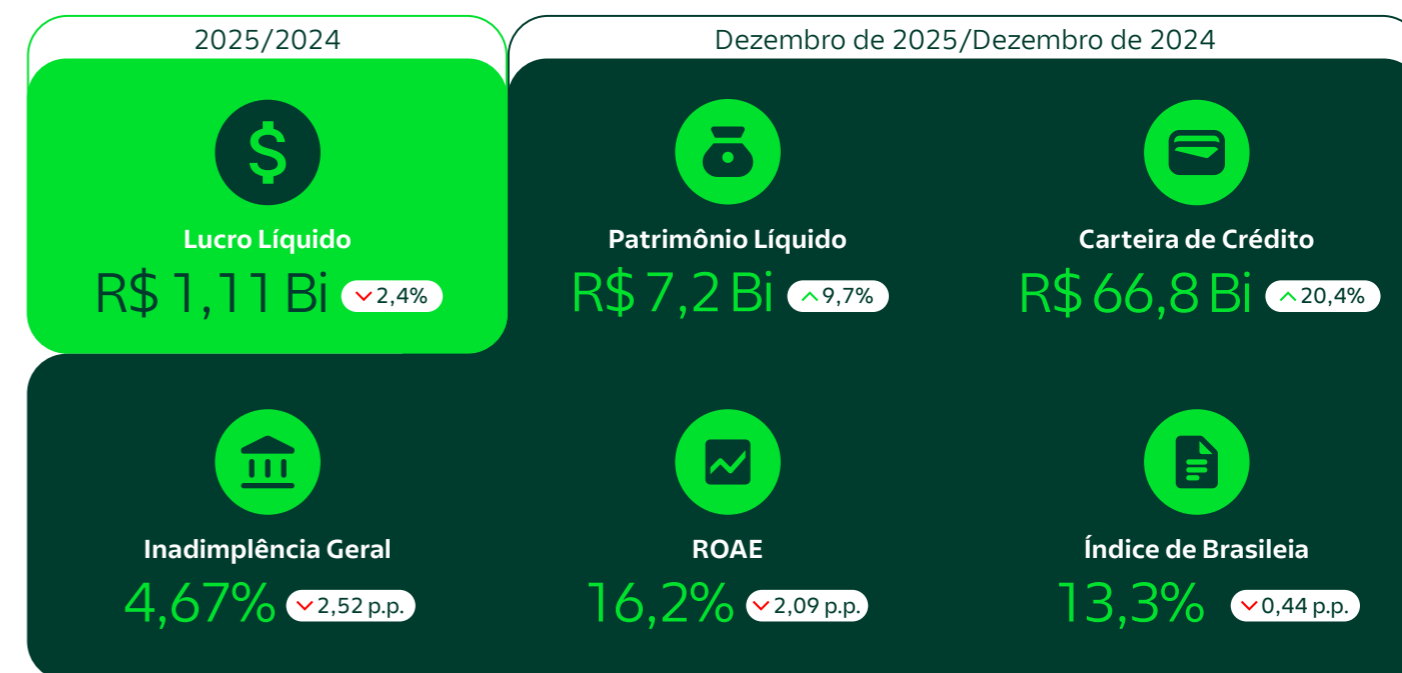 2025/2024
Dezembro de 2025/Dezembro de 2024
Lucro Líquido
R$ 1,11 Bi 2,4%
Patrimônio Líquido
R$ 7,2 Bi 9,7%
Carteira de Crédito
R$ 66,8 Bi 20,4%
Inadimplência Geral
4,67% 2,52 p.p.
ROAE
16,2% 2,09 p.p.
Índice de Brasileia
13,3% 0,44 p.p.